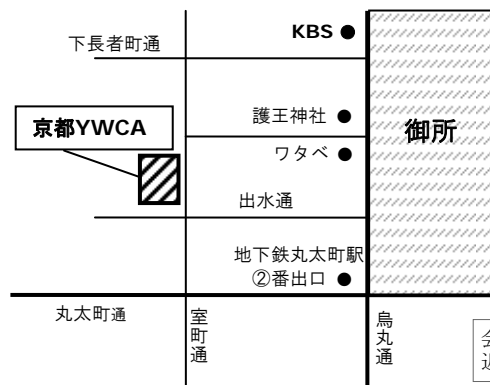 KBS ●
下長者町通
京都YWCA
護王神社 ●
御所
ワタベ ●
出水通
地下鉄丸太町駅
②番出口 ●
丸太町通
室町通
烏丸通
会